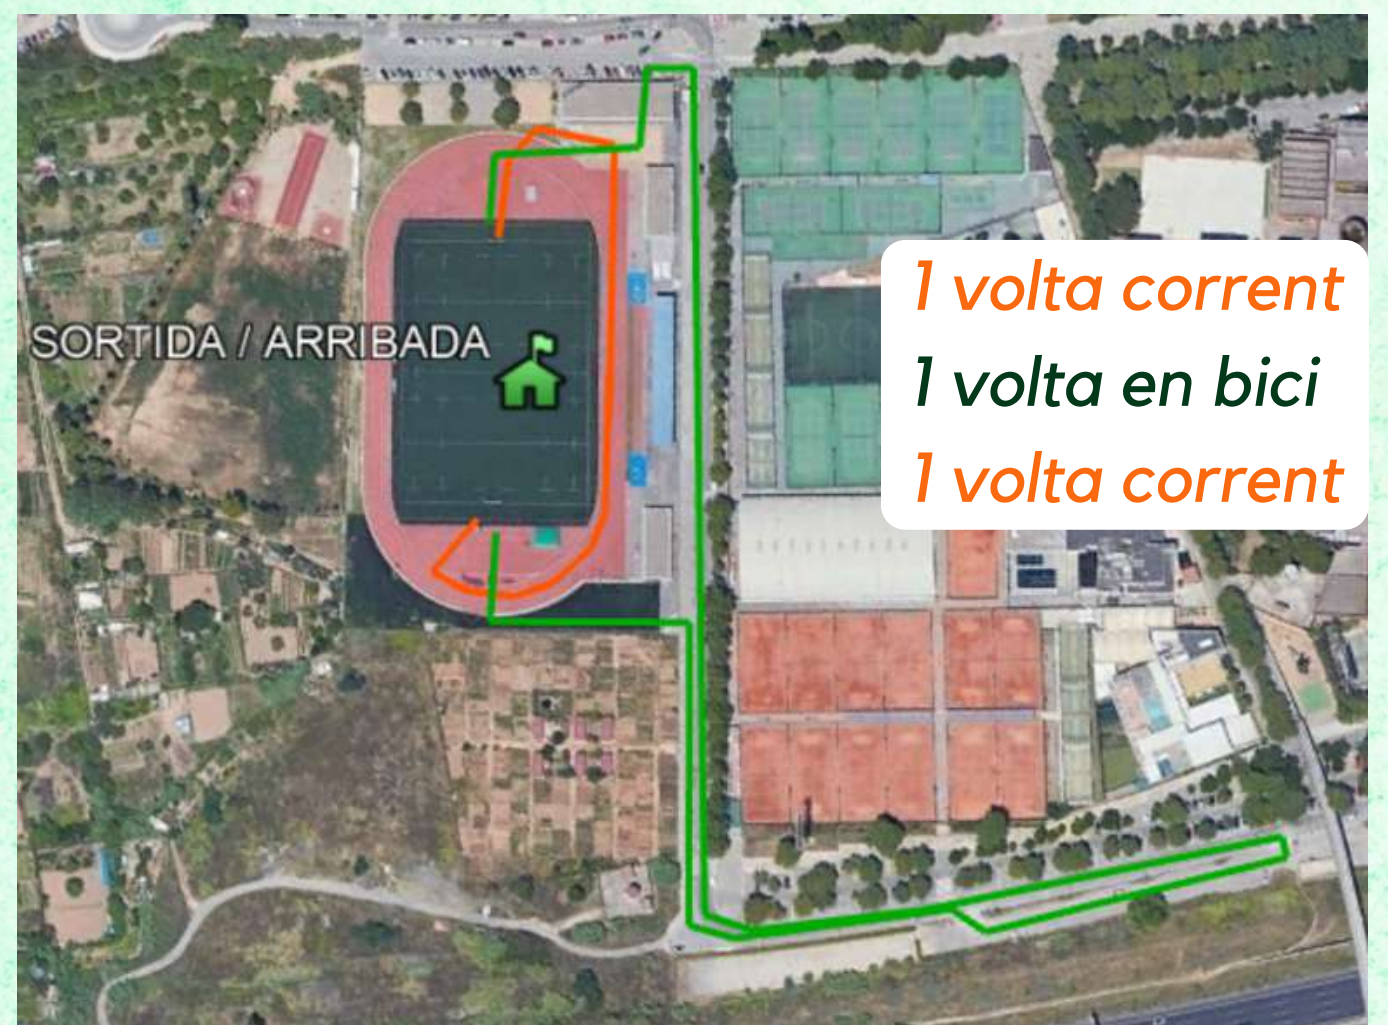 SORTIDA / ARRIBADA
1 volta corrent
1 volta en bici
1 volta corrent